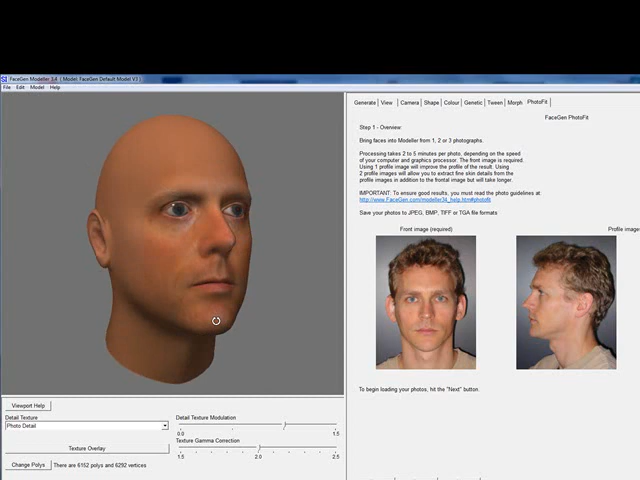 FaceGen Modeller 3.4 ( Model: FaceGen Default Model V3 )
File Edit Model Help
Generate View Camera Shape Colour Genetic Tween Morph PhotoFit
FaceGen PhotoFit
Step 1 - Overview:
Bring faces into Modeller from 1, 2 or 3 photographs.
Processing takes 2 to 5 minutes per photo, depending on the speed
of your computer and graphics processor. The front image is required.
Using 1 profile image will improve the profile of the result. Using
2 profile images will allow you to extract fine skin details from the
profile images in addition to the frontal image but will take longer.
IMPORTANT: To ensure good results, you must read the photo guidelines at:
http://www.FaceGen.com/modeller34_help.htm#photofit
Save your photos to JPEG, BMP, TIFF or TGA file formats
Front image (required)
Profile images
To begin loading your photos, hit the "Next" button.
Viewport Help
Detail Texture
Photo Detail
Texture Overlay
Change Polys
There are 6152 polys and 6292 vertices
Detail Texture Modulation
0.0
1.5
Texture Gamma Correction
1.5
2.0
2.5